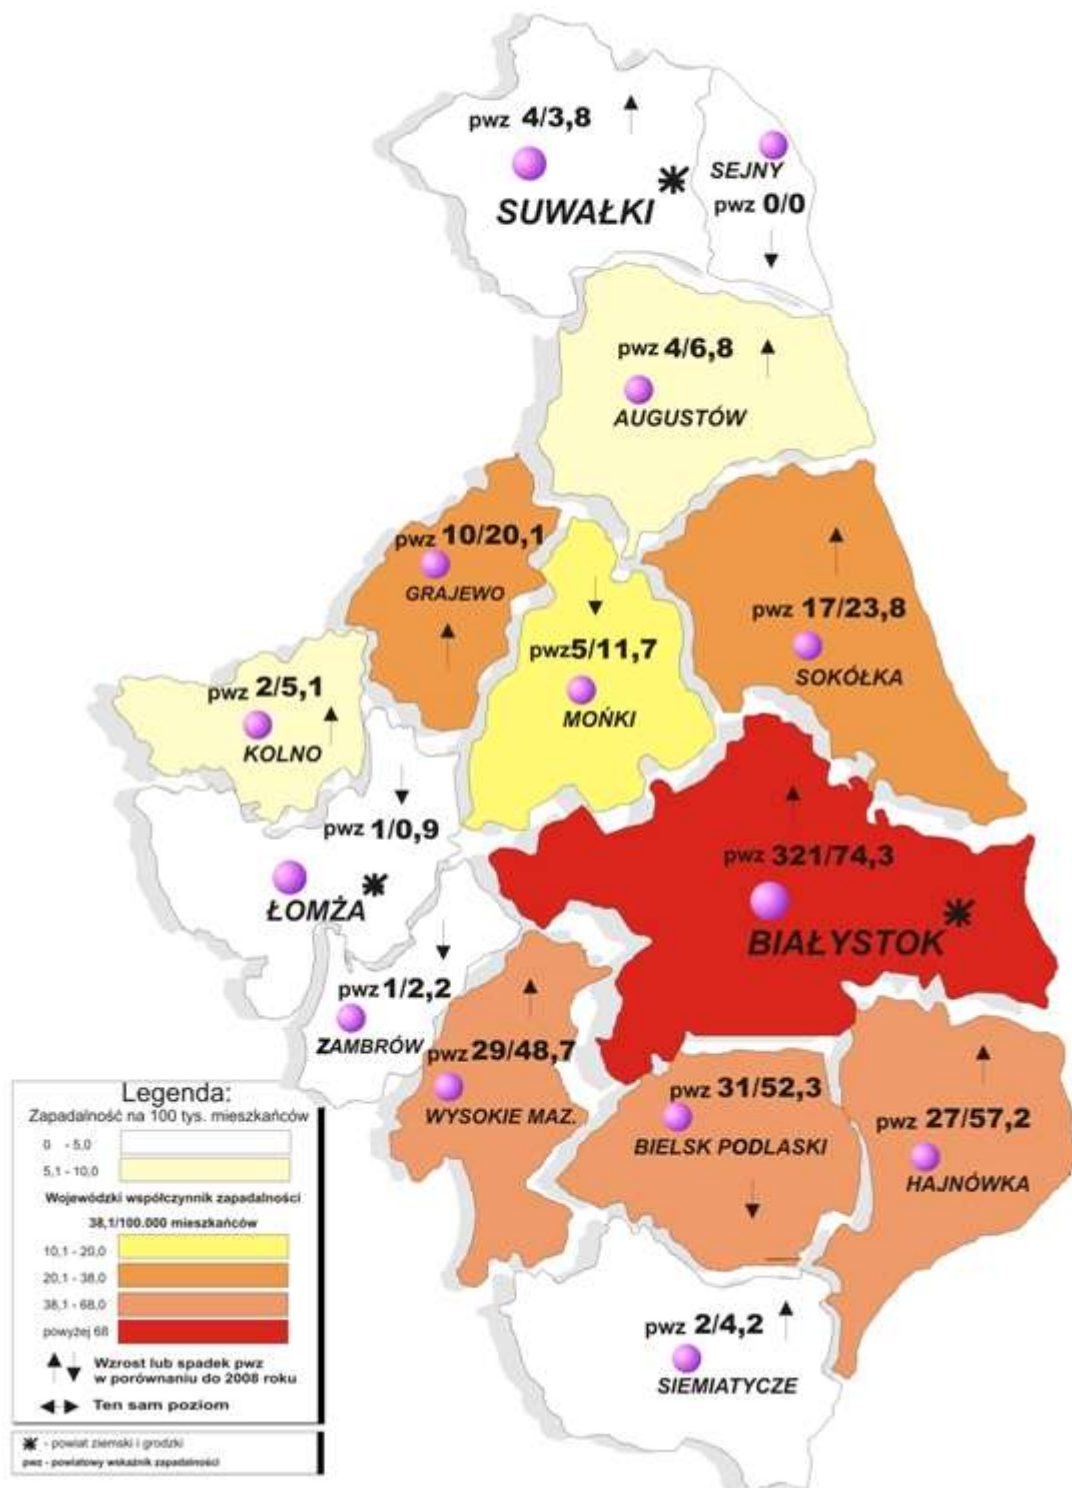 pwz 4/3,8
SUWAŁKI
SEJNY
pwz 0/0
pwz 4/6,8
AUGUSTÓW
pwz 10/20,1
GRAJEWO
pwz5/11,7
MOŃKI
pwz 17/23,8
SOKÓŁKA
pwz 2/5,1
KOLNO
pwz 1/0,9
ŁOMŻA
pwz 321/74,3
BIAŁYSTOK
pwz 1/2,2
ZAMBRÓW
pwz 29/48,7
WYSOKIE MAZ.
pwz 31/52,3
BIELSK PODLASKI
pwz 27/57,2
HAJNÓWKA
pwz 2/4,2
SIEMIATYCZE
Legenda:
Zapadalność na 100 tys. mieszkańców
0 - 5,0
5,1 - 10,0
Wojewódzki współczynnik zapadalności
38,1/100.000 mieszkańców
10,1 - 20,0
20,1 - 38,0
38,1 - 68,0
powyżej 68
Wzrost lub spadek pwz
w porównaniu do 2008 roku
Ten sam poziom
- powiat ziemski i grodzki
pwz - powiatowy wskaźnik zapadalności